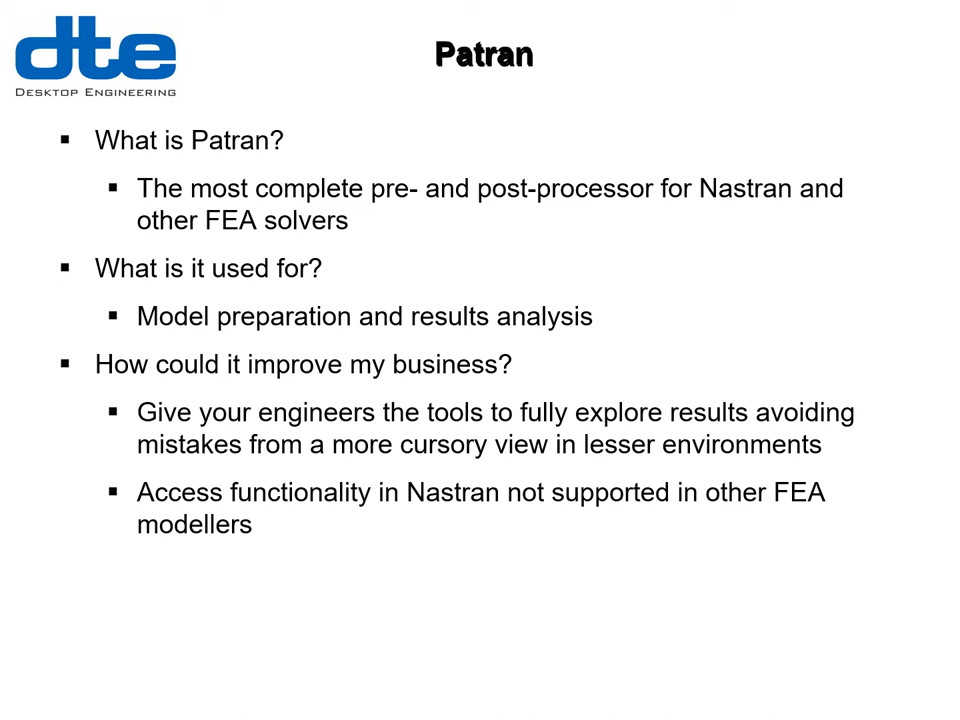 dte
DESKTOP ENGINEERING
Patran
▪ What is Patran?
▪ The most complete pre- and post-processor for Nastran and
other FEA solvers
▪ What is it used for?
▪ Model preparation and results analysis
▪ How could it improve my business?
▪ Give your engineers the tools to fully explore results avoiding
mistakes from a more cursory view in lesser environments
▪ Access functionality in Nastran not supported in other FEA
modellers